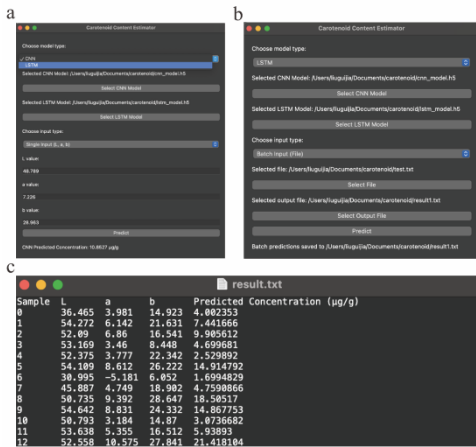 a
Carotenoid Content Estimator
Choose model type:
✓ CNN
LSTM
Selected CNN Model: /Users/liuguijia/Documents/carotenoid/cnn_model.h5
Select CNN Model
Selected LSTM Model: /Users/liuguijia/Documents/carotenoid/lstm_model.h5
Select LSTM Model
Choose input type:
Single Input (L, a, b)
L value:
46.789
a value:
7.226
b value:
28.963
Predict
CNN Predicted Concentration: 10.8627 µg/g
b
Carotenoid Content Estimator
Choose model type:
LSTM
Selected CNN Model: /Users/liuguijia/Documents/carotenoid/cnn_model.h5
Select CNN Model
Selected LSTM Model: /Users/liuguijia/Documents/carotenoid/lstm_model.h5
Select LSTM Model
Choose input type:
Batch Input (File)
Selected file: /Users/liuguijia/Documents/carotenoid/test.txt
Select File
Selected output file: /Users/liuguijia/Documents/carotenoid/result1.txt
Select Output File
Predict
Batch predictions saved to /Users/liuguijia/Documents/carotenoid/result1.txt
c
result.txt
Sample L a b Predicted Concentration (µg/g)
0 36.465 3.981 14.923 4.002353
1 54.272 6.142 21.631 7.441666
2 52.09 6.86 16.541 9.905612
3 53.169 3.46 8.448 4.699681
4 52.375 3.777 22.342 2.529892
5 54.109 8.612 26.222 14.914792
6 30.995 -5.181 6.052 1.6994829
7 45.887 4.749 18.902 4.7590866
8 50.735 9.392 28.647 18.50517
9 54.642 8.831 24.332 14.867753
10 50.793 3.184 14.87 3.0736682
11 53.638 5.355 16.512 5.93893
12 52.558 10.575 27.841 21.418104